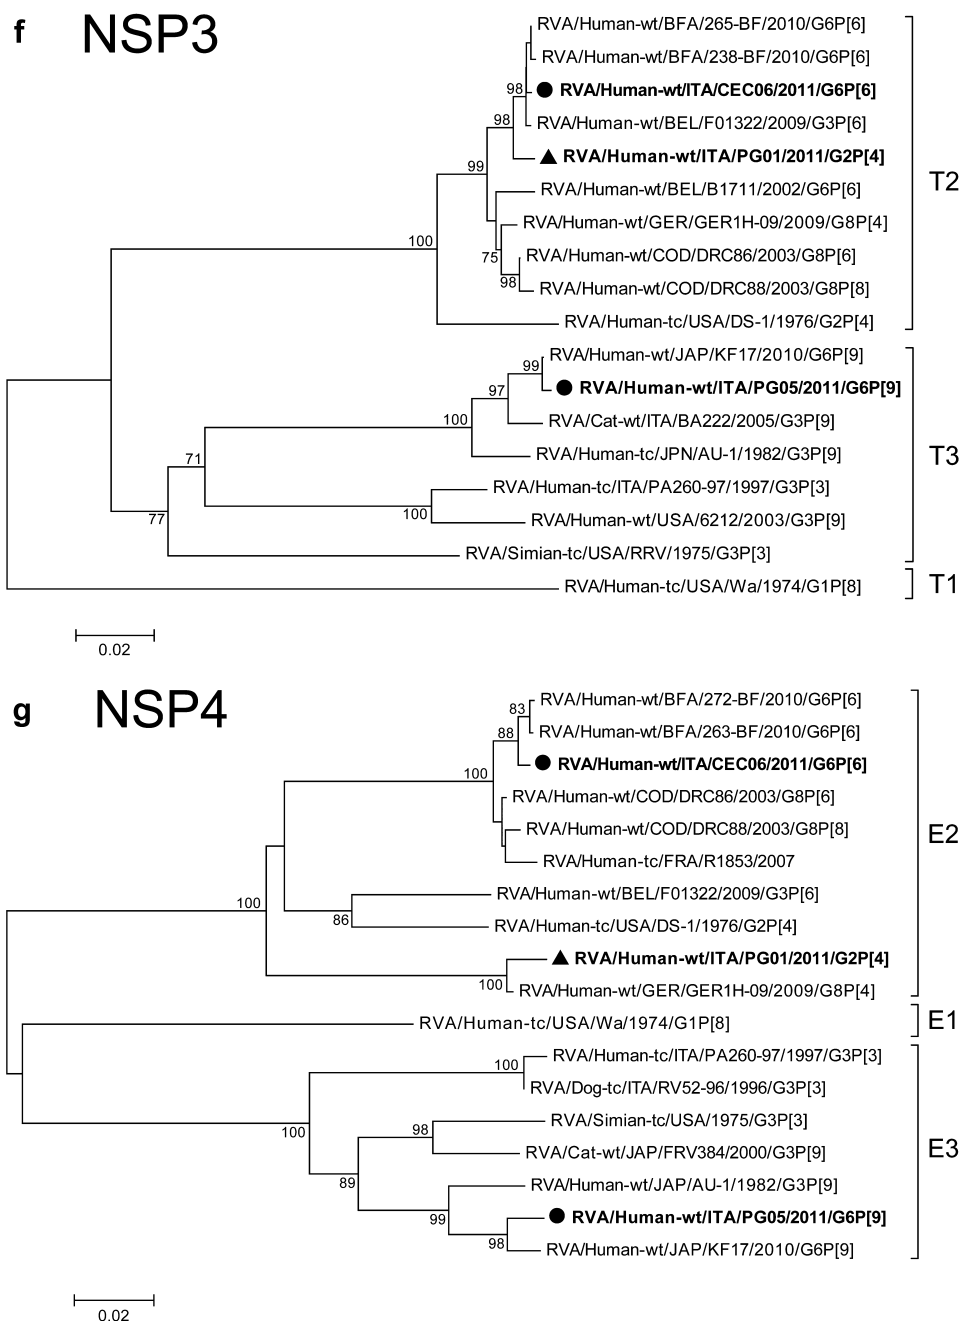 f NSP3
RVA/Human-wt/BFA/265-BF/2010/G6P[6]
RVA/Human-wt/BFA/238-BF/2010/G6P[6]
98 RVA/Human-wt/ITA/CEC06/2011/G6P[6]
98 RVA/Human-wt/BEL/F01322/2009/G3P[6]
RVA/Human-wt/ITA/PG01/2011/G2P[4]
99
T2
RVA/Human-wt/BEL/B1711/2002/G6P[6]
RVA/Human-wt/GER/GER1H-09/2009/G8P[4]
100
75 RVA/Human-wt/COD/DRC86/2003/G8P[6]
98 RVA/Human-wt/COD/DRC88/2003/G8P[8]
RVA/Human-tc/USA/DS-1/1976/G2P[4]
RVA/Human-wt/JAP/KF17/2010/G6P[9]
99
RVA/Human-wt/ITA/PG05/2011/G6P[9]
97
100 RVA/Cat-wt/ITA/BA222/2005/G3P[9]
RVA/Human-tc/JPN/AU-1/1982/G3P[9]
T3
71
RVA/Human-tc/ITA/PA260-97/1997/G3P[3]
100
77 RVA/Human-wt/USA/6212/2003/G3P[9]
RVA/Simian-tc/USA/RRV/1975/G3P[3]
RVA/Human-tc/USA/Wa/1974/G1P[8] T1
0.02
g NSP4
RVA/Human-wt/BFA/272-BF/2010/G6P[6]
83
88 RVA/Human-wt/BFA/263-BF/2010/G6P[6]
RVA/Human-wt/ITA/CEC06/2011/G6P[6]
100
RVA/Human-wt/COD/DRC86/2003/G8P[6]
RVA/Human-wt/COD/DRC88/2003/G8P[8]
E2
RVA/Human-tc/FRA/R1853/2007
RVA/Human-wt/BEL/F01322/2009/G3P[6]
100
86 RVA/Human-tc/USA/DS-1/1976/G2P[4]
RVA/Human-wt/ITA/PG01/2011/G2P[4]
100 RVA/Human-wt/GER/GER1H-09/2009/G8P[4]
RVA/Human-tc/USA/Wa/1974/G1P[8] E1
RVA/Human-tc/ITA/PA260-97/1997/G3P[3]
100
RVA/Dog-tc/ITA/RV52-96/1996/G3P[3]
RVA/Simian-tc/USA/1975/G3P[3]
100 98
RVA/Cat-wt/JAP/FRV384/2000/G3P[9]
E3
89 RVA/Human-wt/JAP/AU-1/1982/G3P[9]
99 RVA/Human-wt/ITA/PG05/2011/G6P[9]
98 RVA/Human-wt/JAP/KF17/2010/G6P[9]
0.02